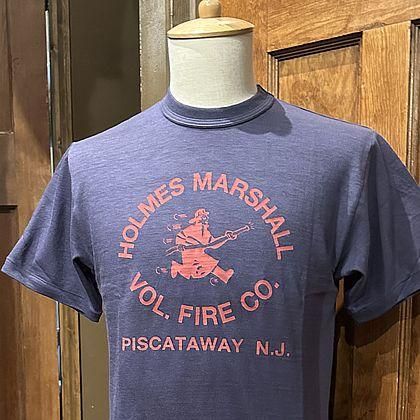 HOLMES MARSHALL
VOL. FIRE CO.
PISCATAWAY N.J.